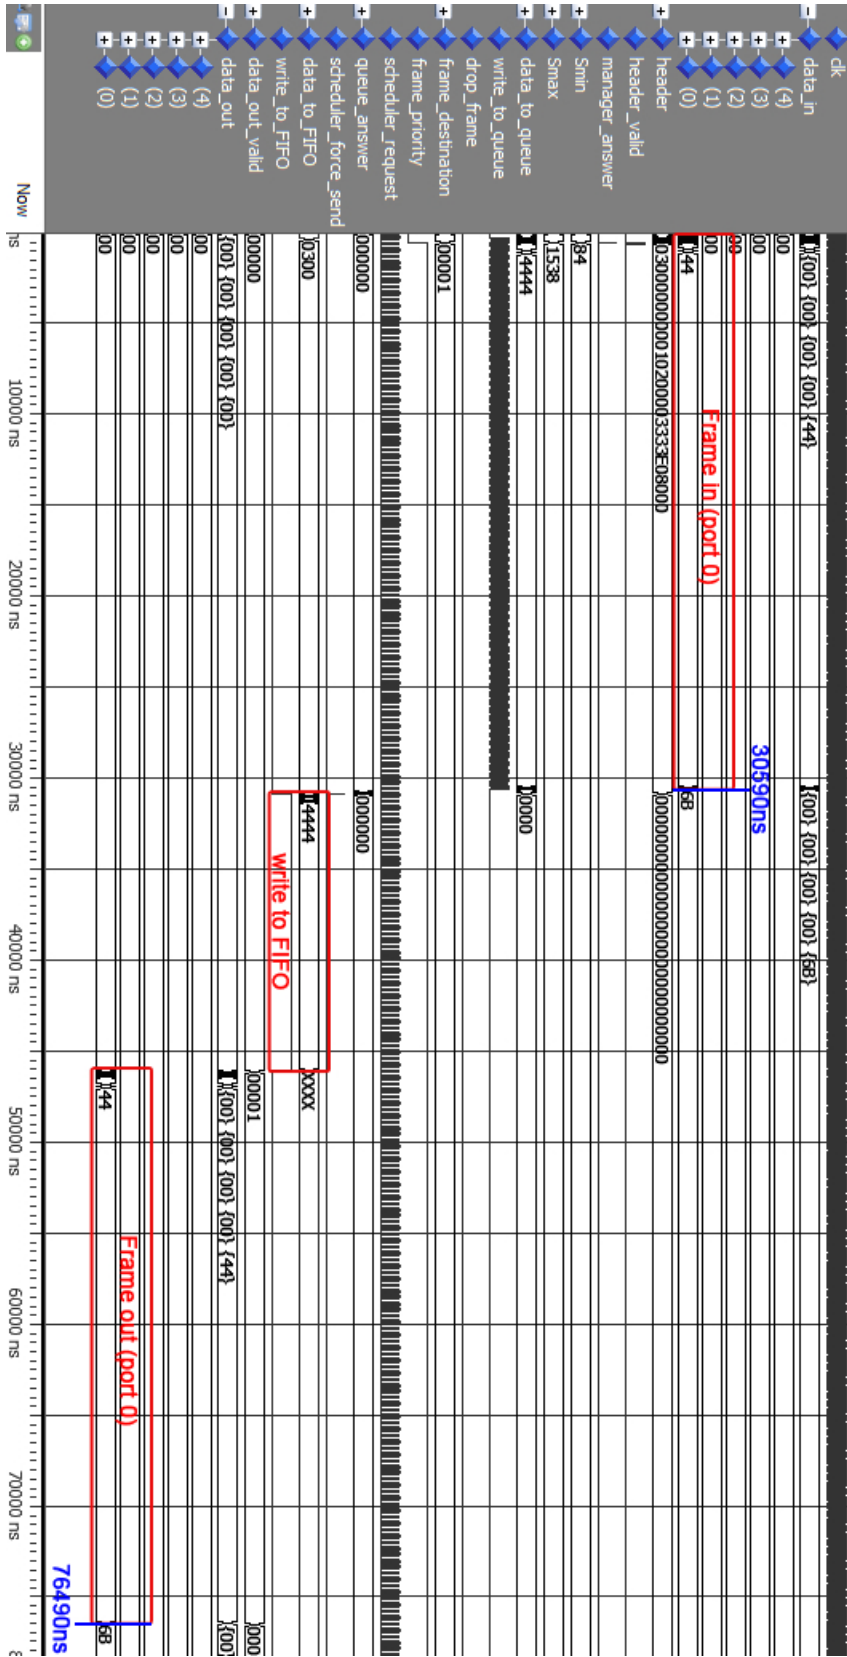 clk
data_in {00} {00} {00} {00} {44} {00} {00} {00} {00} {6B}
(4) 00
(3) 00
(2) 00
(1) 00
(0) 44 6B
30590ns
Frame in (port 0)
header 0300000000010200003333E08000 0000000000000000000000000000
header_valid
manager_answer
Smin 84
Smax 1538
data_to_queue 4444 0000
write_to_queue
drop_frame
frame_destination 00001
frame_priority
scheduler_request
queue_answer 000000 000000
scheduler_force_send
data_to_FIFO 0300 4444 XXXX
write_to_FIFO
write to FIFO
data_out_valid 00000 00001 000
data_out {00} {00} {00} {00} {00} {00} {00} {00} {00} {44} {00}
(4) 00
(3) 00
(2) 00
(1) 00
(0) 00 44 6B
Frame out (port 0)
76490ns
Now ns 10000 ns 20000 ns 30000 ns 40000 ns 50000 ns 60000 ns 70000 ns 8